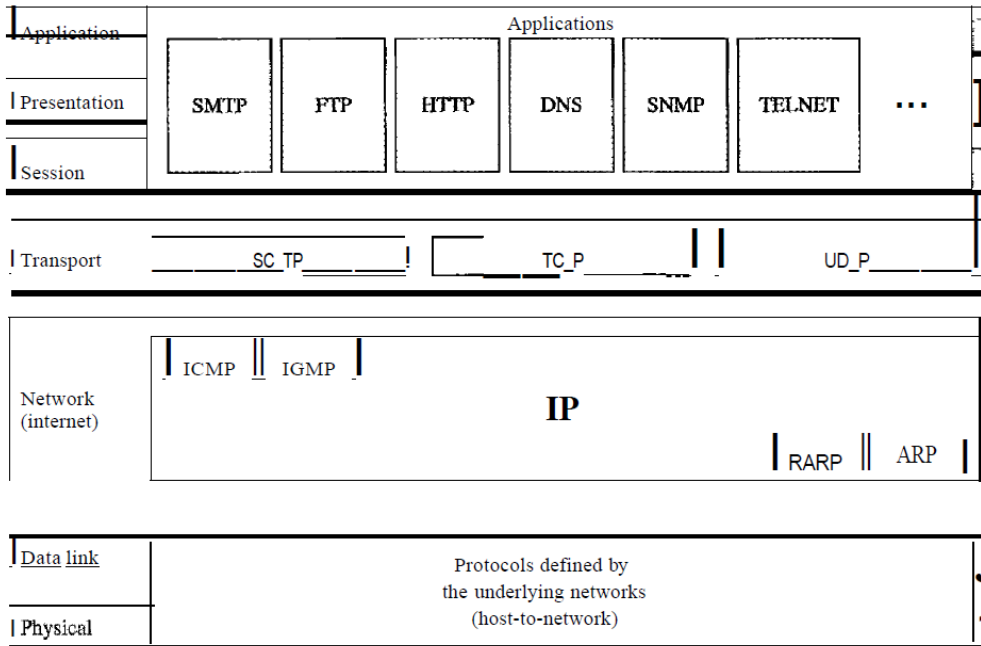 Applications
Application
Presentation
Session
SMTP FTP HTTP DNS SNMP TELNET ...
Transport SC_TP TC_P UD_P
ICMP IGMP
Network
(internet)
IP
RARP ARP
Data link
Physical
Protocols defined by
the underlying networks
(host-to-network)